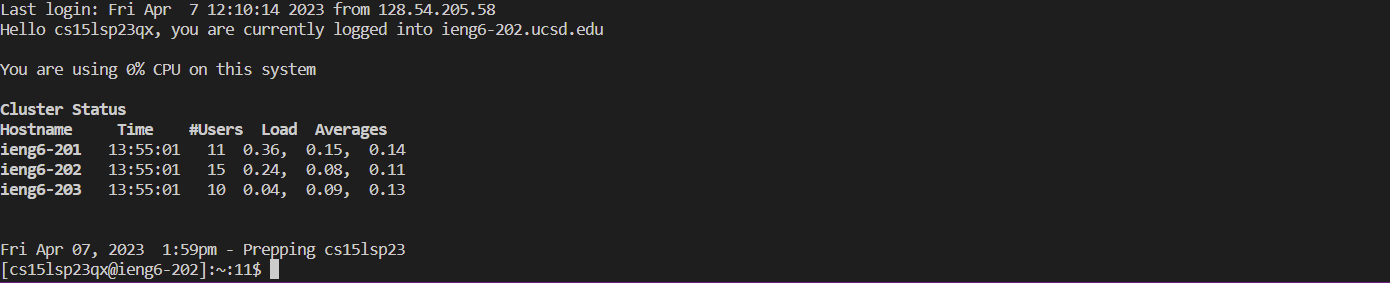 Last login: Fri Apr  7 12:10:14 2023 from 128.54.205.58
Hello cs15lsp23qx, you are currently logged into ieng6-202.ucsd.edu
You are using 0% CPU on this system
Cluster Status
Hostname     Time    #Users  Load  Averages
ieng6-201   13:55:01   11  0.36,  0.15,  0.14
ieng6-202   13:55:01   15  0.24,  0.08,  0.11
ieng6-203   13:55:01   10  0.04,  0.09,  0.13
Fri Apr 07, 2023  1:59pm - Prepping cs15lsp23
[cs15lsp23qx@ieng6-202]:~:11$